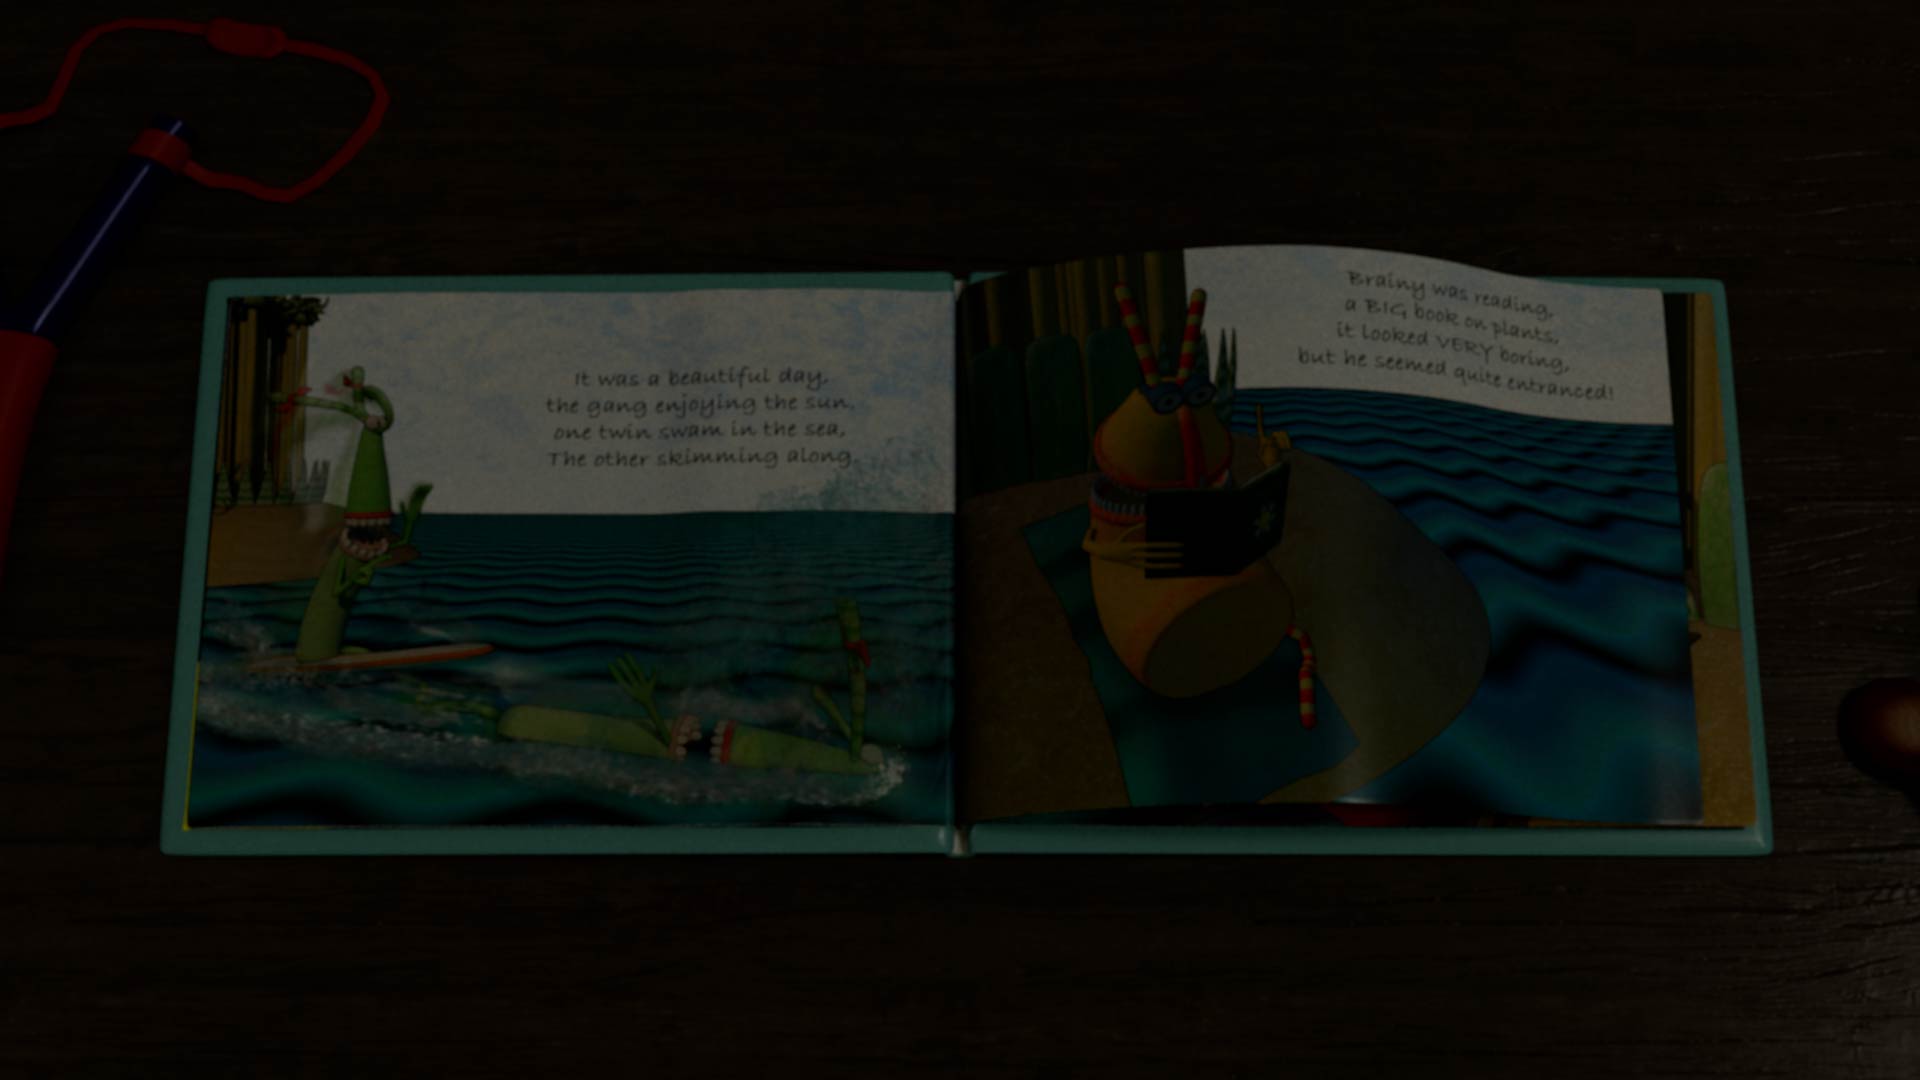 It was a beautiful day,
the gang enjoying the sun,
one twin swam in the sea,
The other skimming along.
Brainy was reading,
a BIG book on plants,
it looked VERY boring,
but he seemed quite entranced!